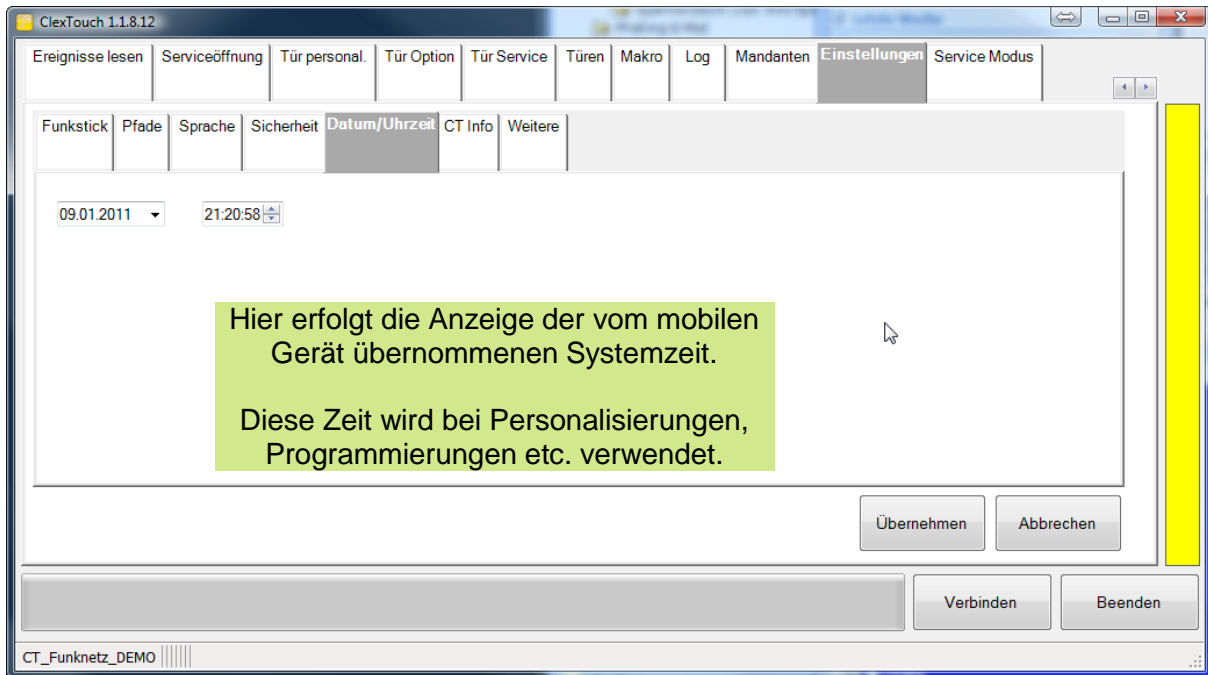 ClexTouch 1.1.8.12
Ereignisse lesen Serviceöffnung Tür personal. Tür Option Tür Service Türen Makro Log Mandanten Einstellungen Service Modus
Funkstick Pfade Sprache Sicherheit Datum/Uhrzeit CT Info Weitere
09.01.2011 21:20:58
Hier erfolgt die Anzeige der vom mobilen
Gerät übernommenen Systemzeit.
Diese Zeit wird bei Personalisierungen,
Programmierungen etc. verwendet.
Übernehmen Abbrechen
Verbinden Beenden
CT_Funknetz_DEMO